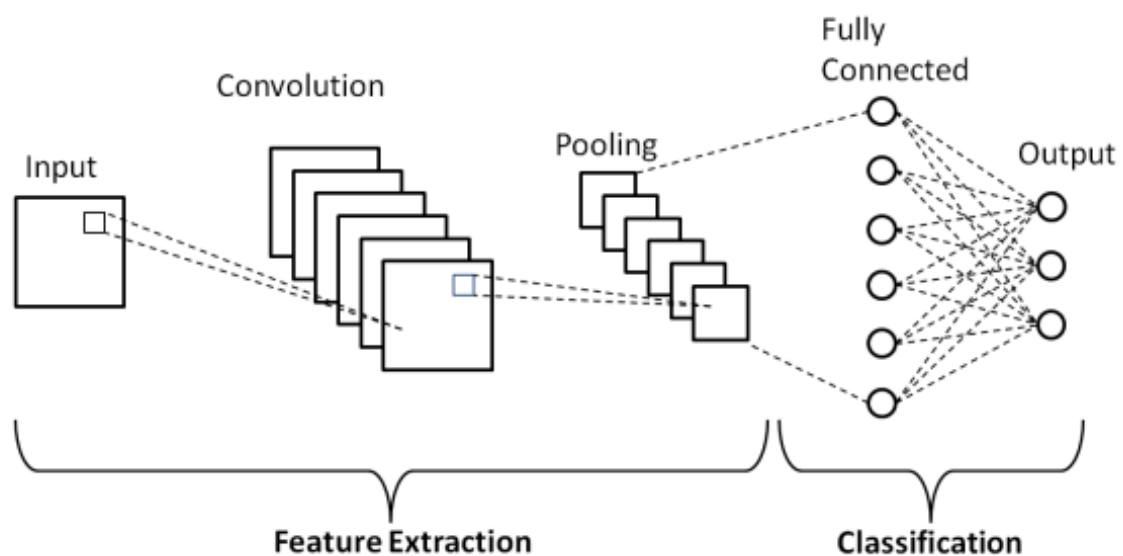 Input
Convolution
Pooling
Fully
Connected
Output
Feature Extraction
Classification